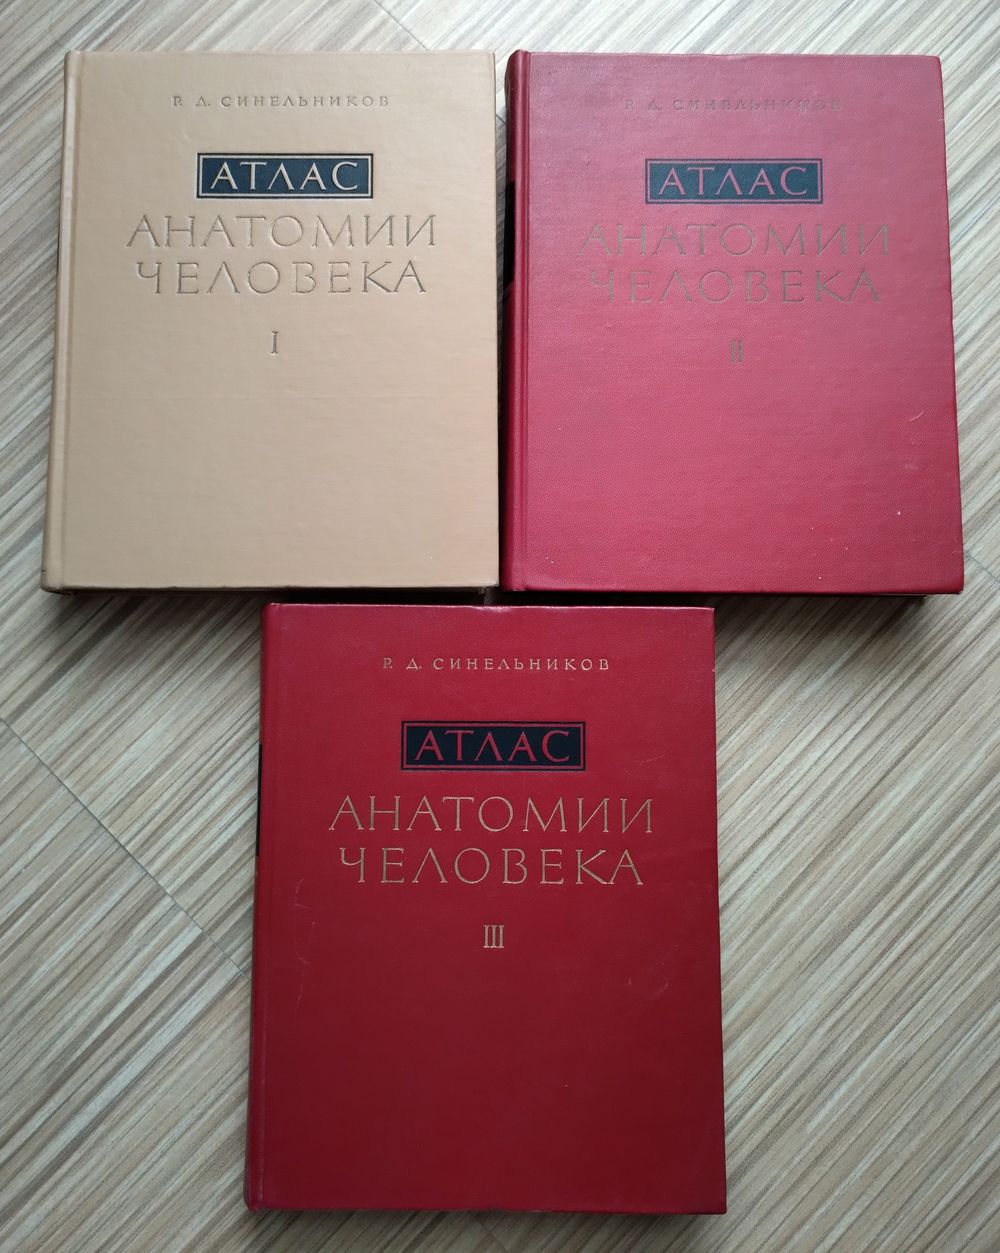 Р. Д. СИНЕЛЬНИКОВ
АТЛАС
АНАТОМИИ
ЧЕЛОВЕКА
I
Р. Д. СИНЕЛЬНИКОВ
АТЛАС
АНАТОМИИ
ЧЕЛОВЕКА
II
Р. Д. СИНЕЛЬНИКОВ
АТЛАС
АНАТОМИИ
ЧЕЛОВЕКА
III